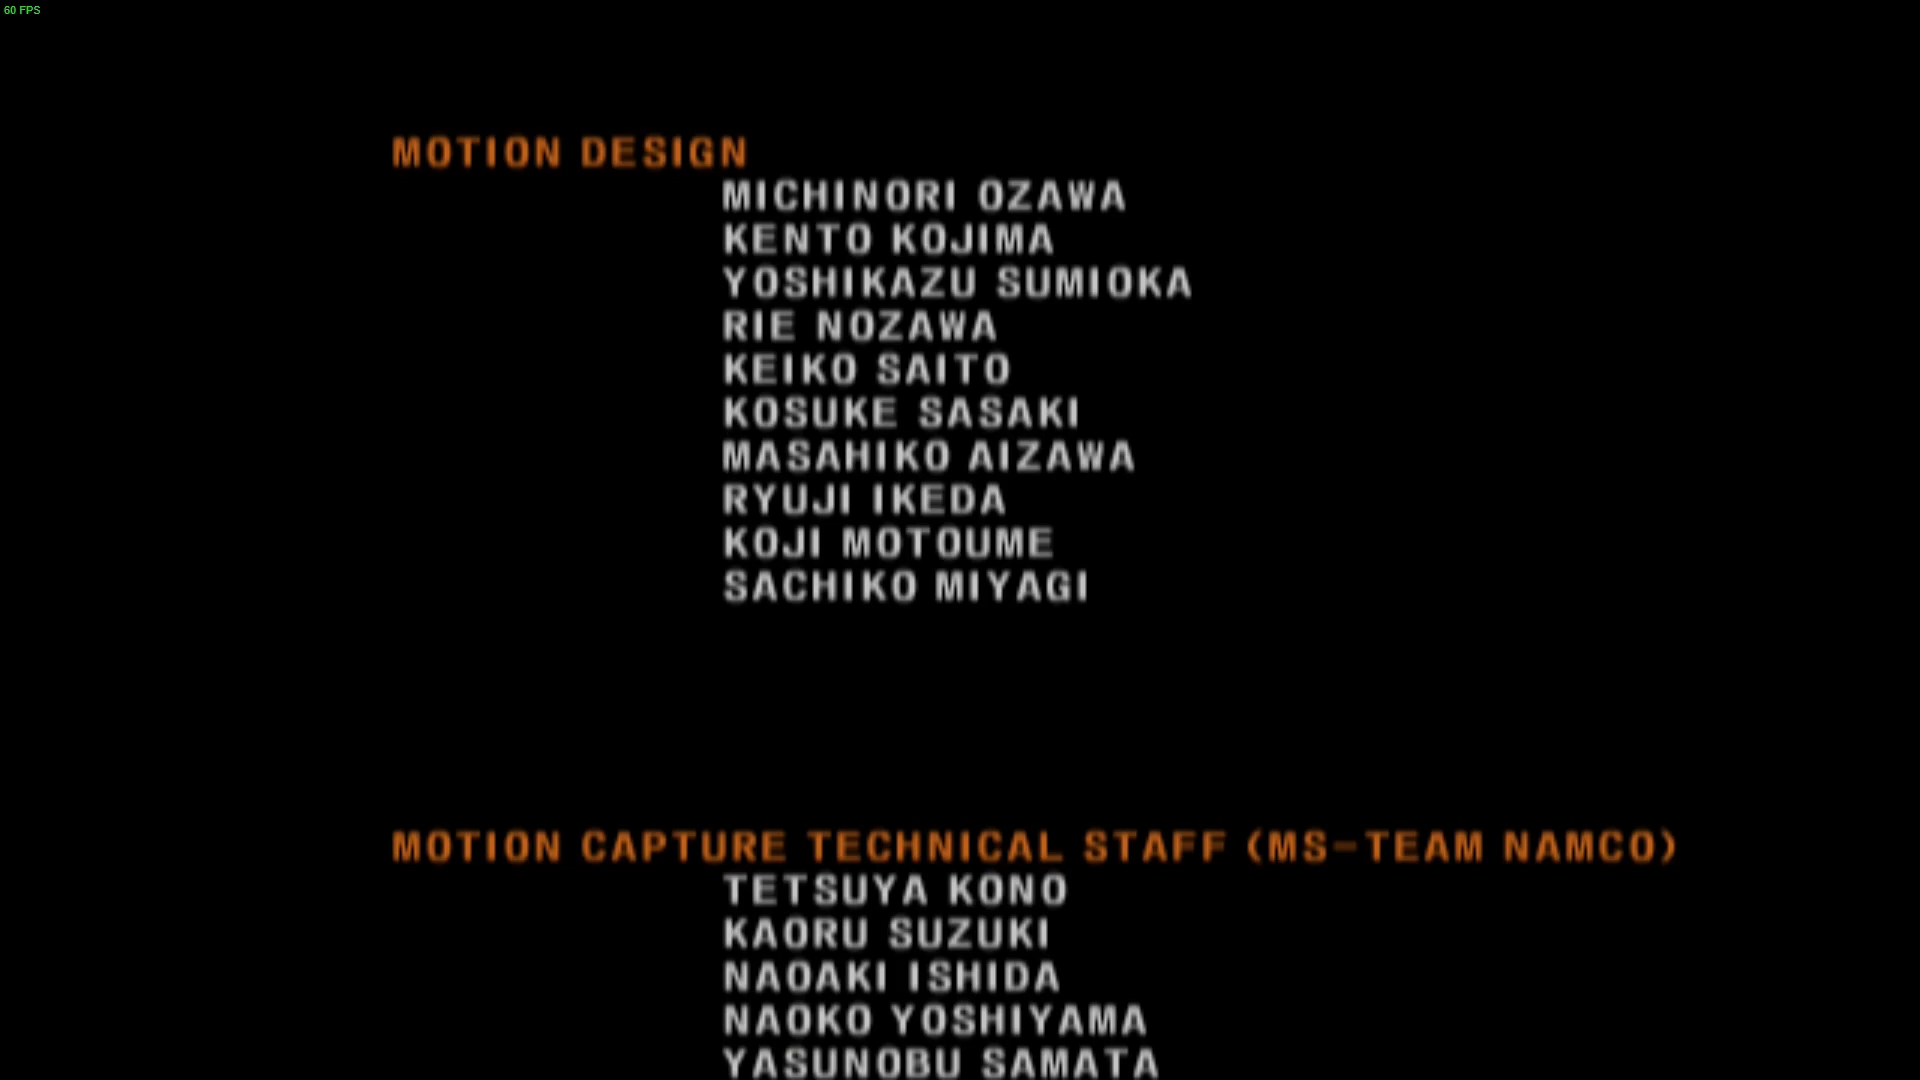 60 FPS
MOTION DESIGN
MICHINORI OZAWA
KENTO KOJIMA
YOSHIKAZU SUMIOKA
RIE NOZAWA
KEIKO SAITO
KOSUKE SASAKI
MASAHIKO AIZAWA
RYUJI IKEDA
KOJI MOTOUME
SACHIKO MIYAGI
MOTION CAPTURE TECHNICAL STAFF (MS-TEAM NAMCO)
TETSUYA KONO
KAORU SUZUKI
NAOAKI ISHIDA
NAOKO YOSHIYAMA
YASUNOBU SAMATA